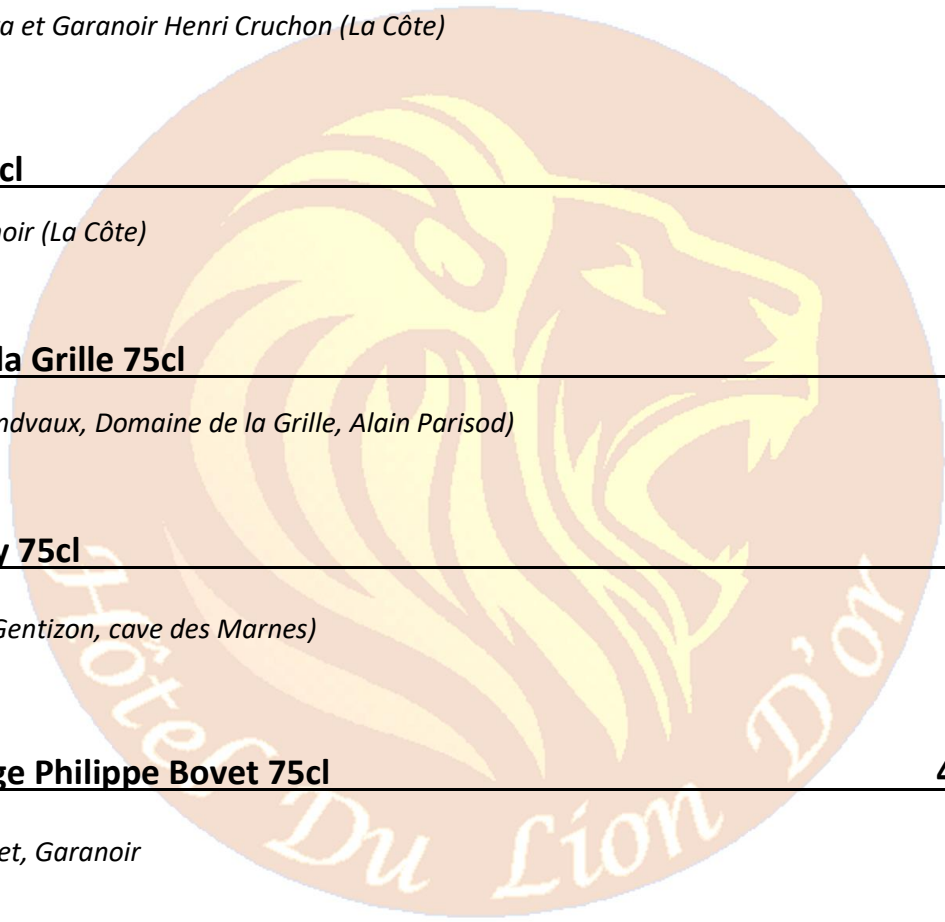 a et Garanoir Henri Cruchon (La Côte)
cl
oir (La Côte)
la Grille 75cl
ndvaux, Domaine de la Grille, Alain Parisod)
y 75cl
Gentizon, cave des Marnes)
ge Philippe Bovet 75cl 4
et, Garanoir
Hôtel Du Lion D'or